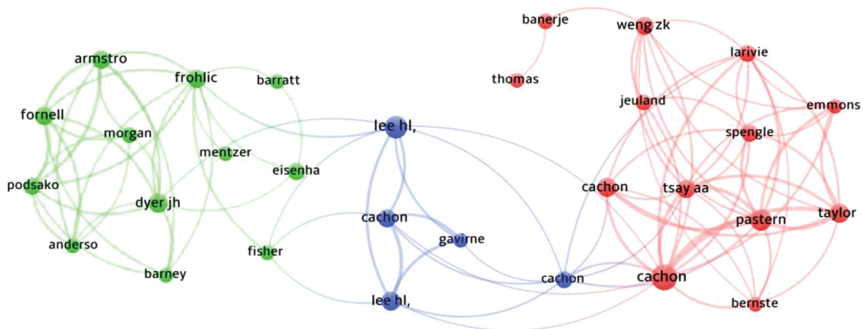 banerje
weng zk
larivie
armstro
frohlic
barratt
thomas
jeuland
emmons
fornell
morgan
lee hl,
spengle
mentzer
eisenha
podsako
dyer jh
cachon
tsay aa
cachon
gavirne
pastern
taylor
anderso
fisher
barney
lee hl,
cachon
cachon
bernste